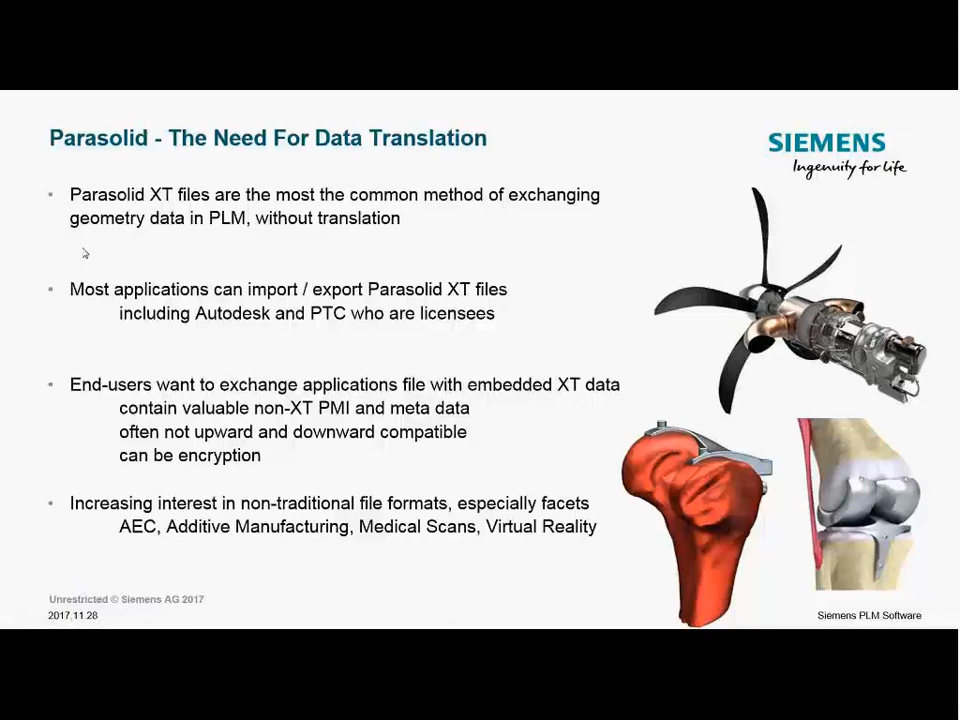 Parasolid - The Need For Data Translation
SIEMENS
Ingenuity for life
Parasolid XT files are the most the common method of exchanging
geometry data in PLM, without translation
Most applications can import / export Parasolid XT files
including Autodesk and PTC who are licensees
End-users want to exchange applications file with embedded XT data
contain valuable non-XT PMI and meta data
often not upward and downward compatible
can be encryption
Increasing interest in non-traditional file formats, especially facets
AEC, Additive Manufacturing, Medical Scans, Virtual Reality
Unrestricted © Siemens AG 2017
2017.11.28
Siemens PLM Software